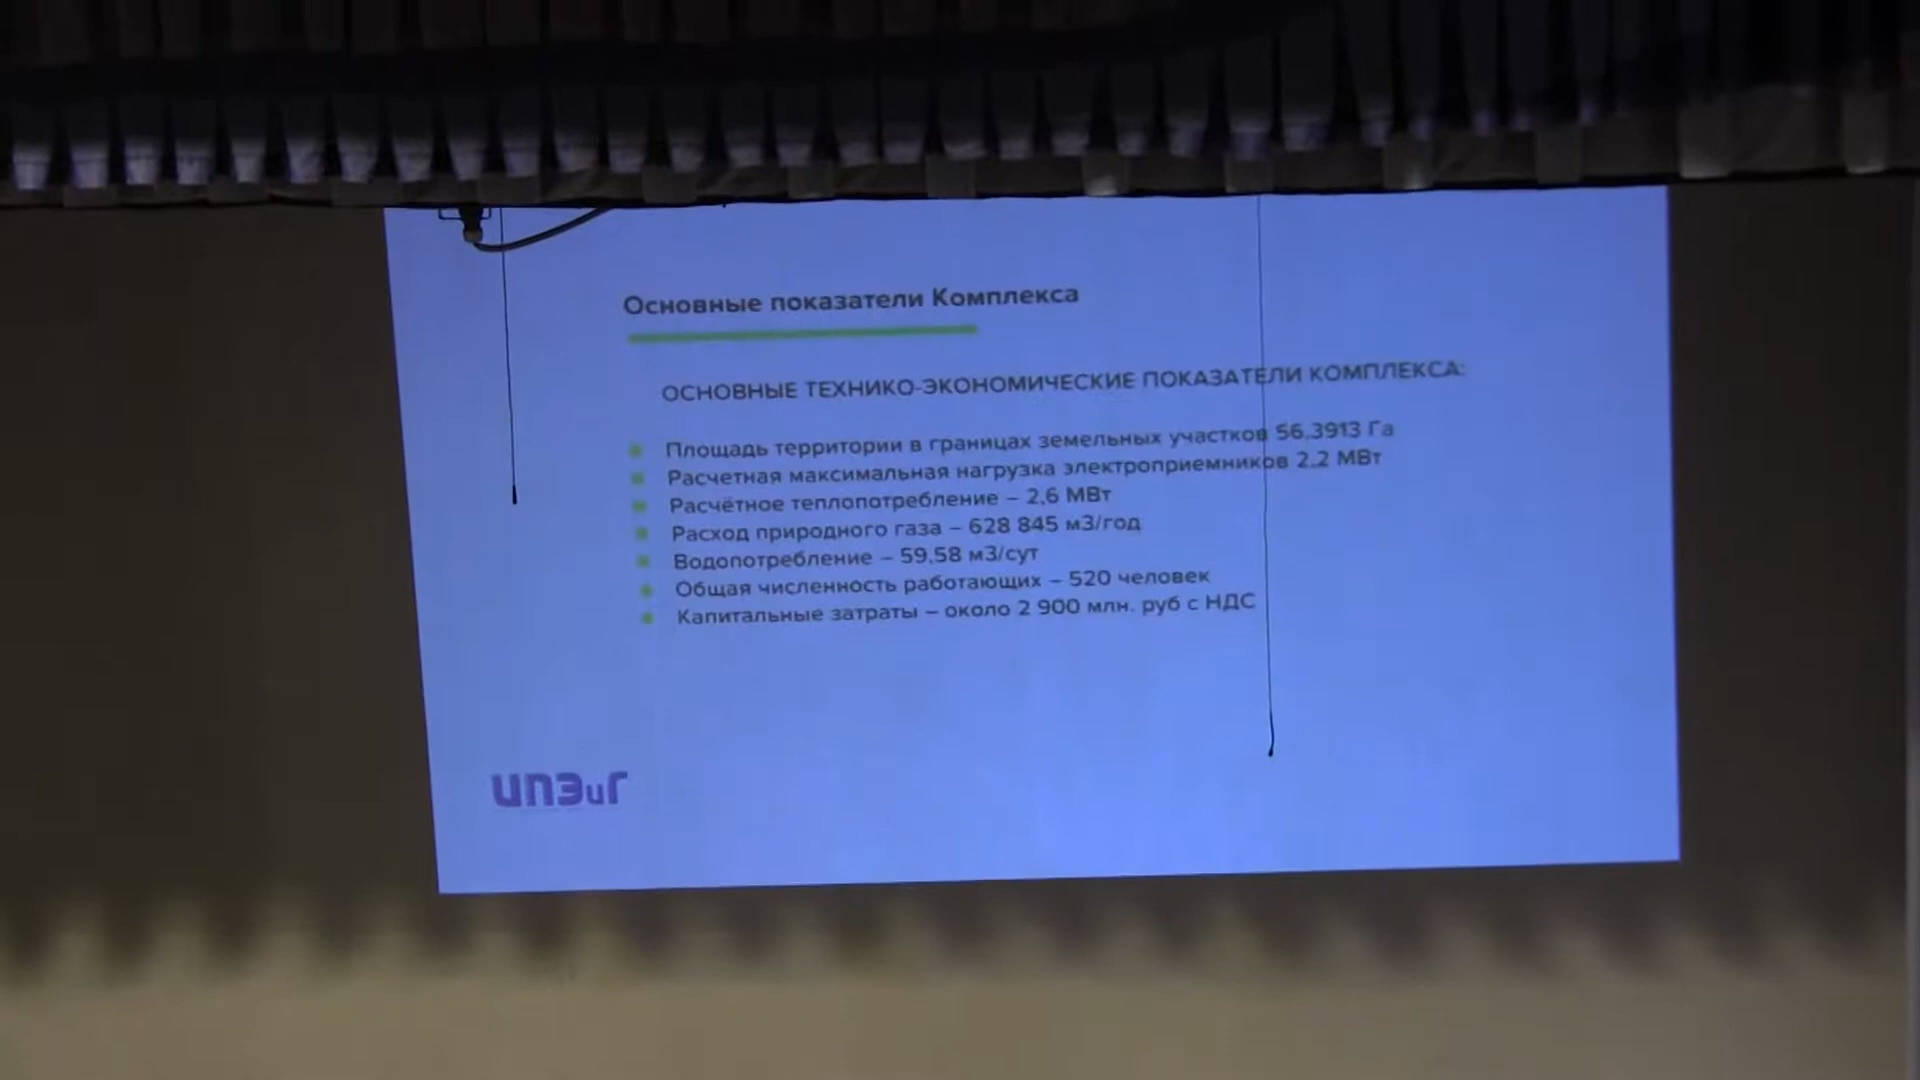 Основные показатели Комплекса
ОСНОВНЫЕ ТЕХНИКО-ЭКОНОМИЧЕСКИЕ ПОКАЗАТЕЛИ КОМПЛЕКСА:
Площадь территории в границах земельных участков 56.3913 Га
Расчетная максимальная нагрузка электроприемников 2.2 МВт
Расчётное теплопотребление – 2,6 МВт
Расход природного газа – 628 845 м3/год
Водопотребление – 59,58 м3/сут
Общая численность работающих – 520 человек
Капитальные затраты – около 2 900 млн. руб с НДС
ИПЭиГ